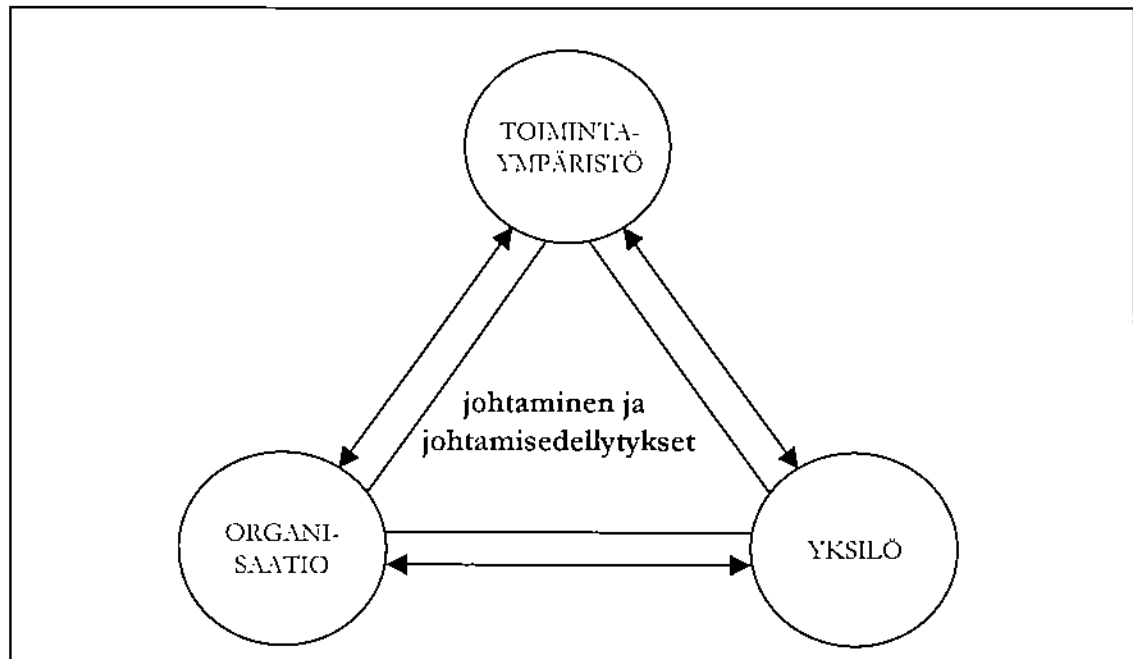 TOIMINTA-
YMPÄRISTÖ
johtaminen ja
johtamisedellytykset
ORGANI-
SAATIO
YKSILÖ